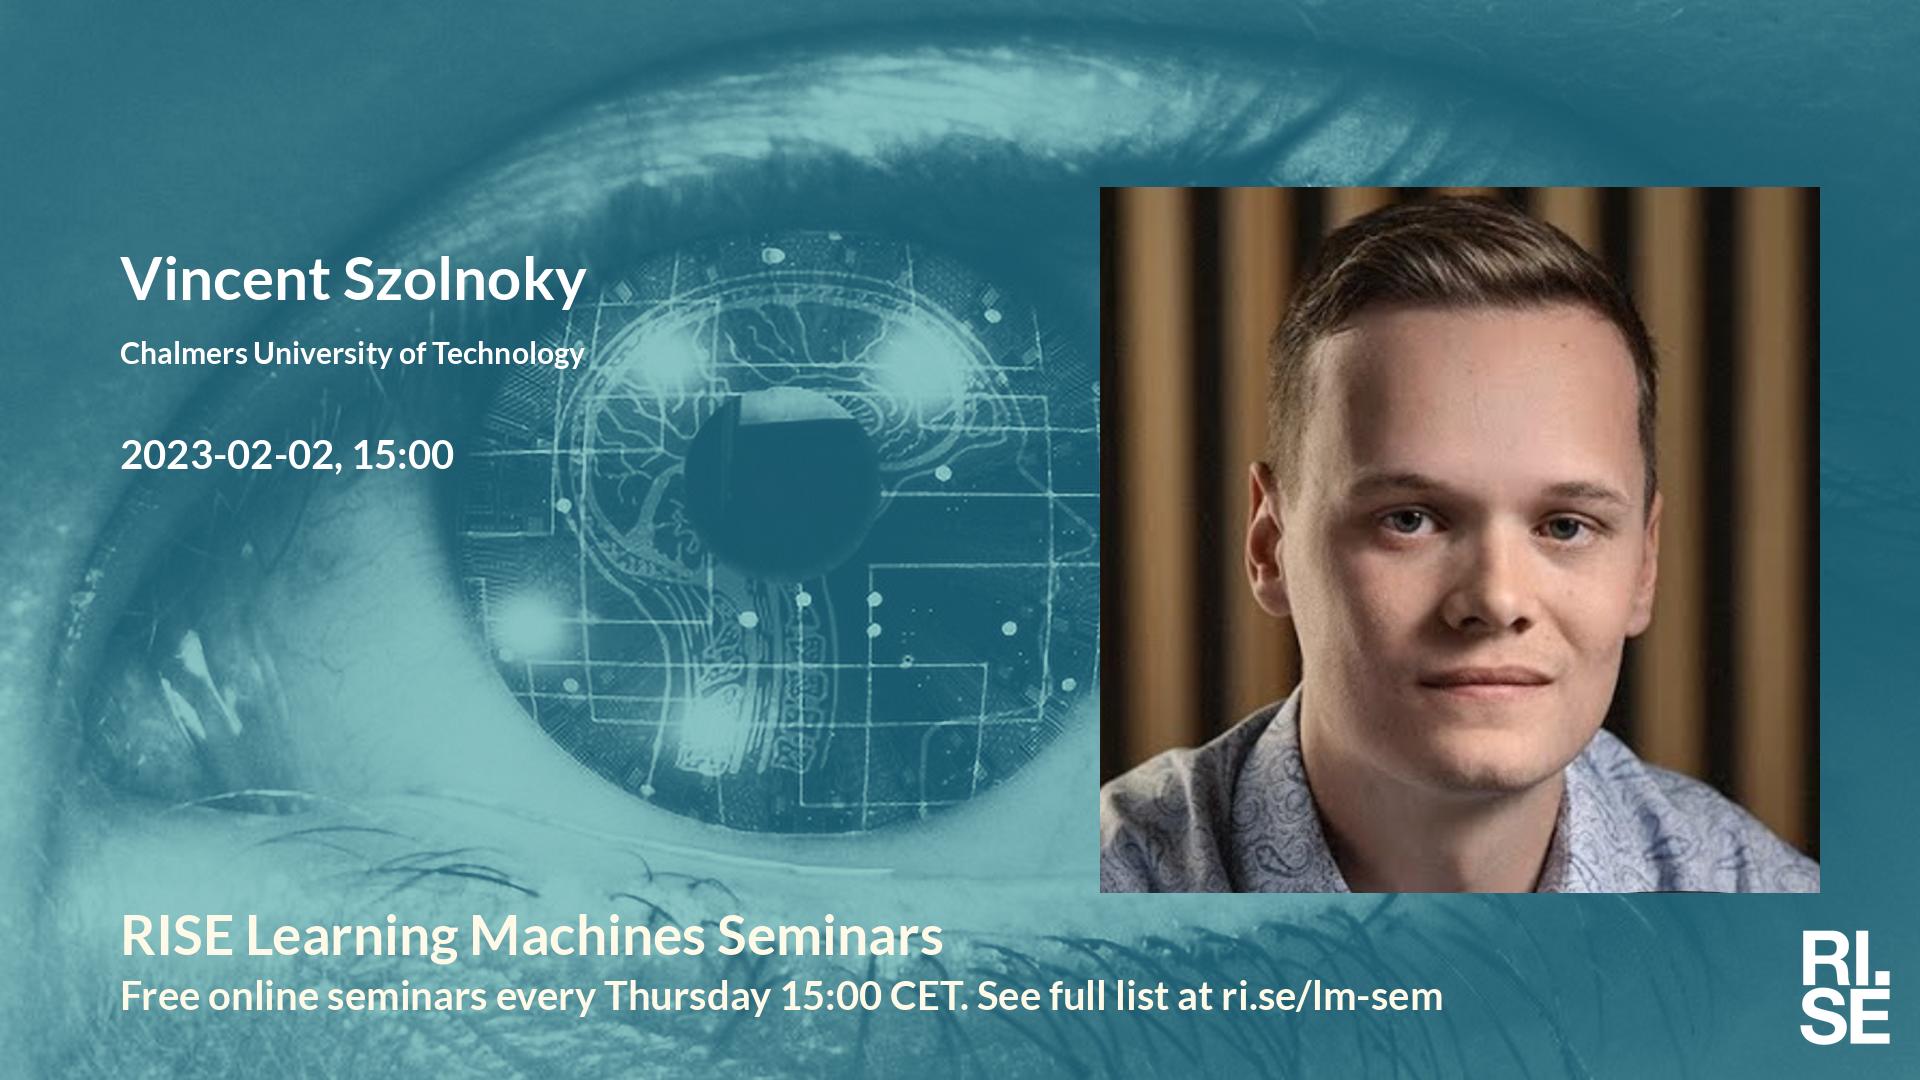 Vincent Szolnoky
Chalmers University of Technology
2023-02-02, 15:00
RISE Learning Machines Seminars
Free online seminars every Thursday 15:00 CET. See full list at ri.se/lm-sem
RI.
SE